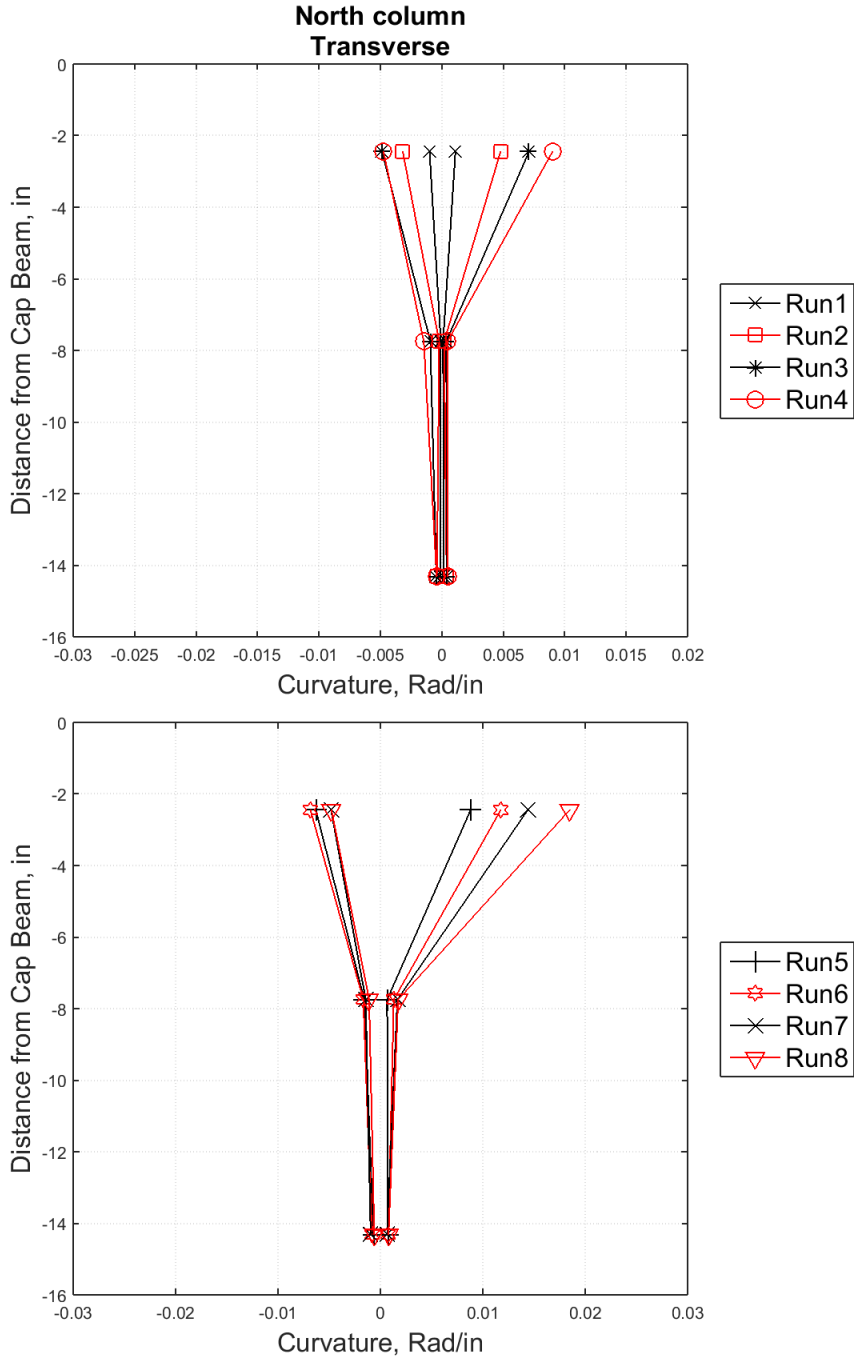 North column
Transverse
0
-2
-4
-6
-8
-10
-12
-14
-16
Distance from Cap Beam, in
-0.03 -0.025 -0.02 -0.015 -0.01 -0.005 0 0.005 0.01 0.015 0.02
Curvature, Rad/in
Run1
Run2
Run3
Run4
0
-2
-4
-6
-8
-10
-12
-14
-16
Distance from Cap Beam, in
-0.03 -0.02 -0.01 0 0.01 0.02 0.03
Curvature, Rad/in
Run5
Run6
Run7
Run8